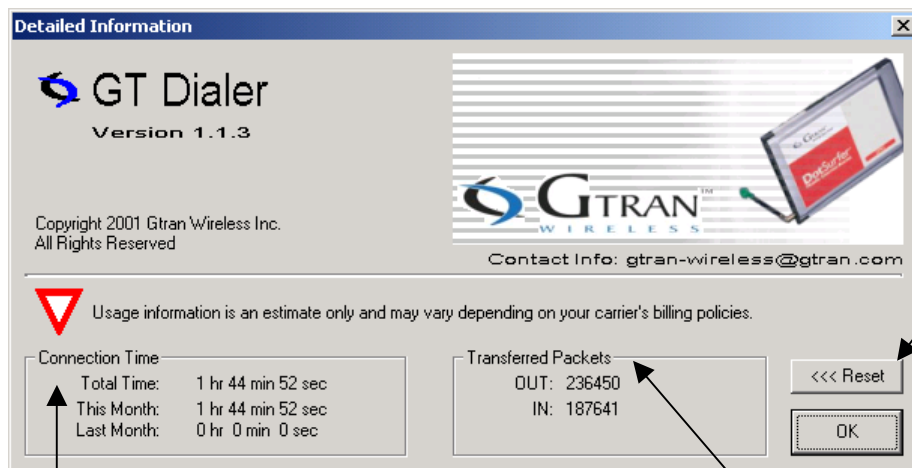 Detailed Information
GT Dialer
Version 1.1.3
Copyright 2001 Gtran Wireless Inc.
All Rights Reserved
GTRAN™
WIRELESS
Gtran
DotSurfer
Contact Info: gtran-wireless@gtran.com
Usage information is an estimate only and may vary depending on your carrier's billing policies.
Connection Time
Total Time: 1 hr 44 min 52 sec
This Month: 1 hr 44 min 52 sec
Last Month: 0 hr 0 min 0 sec
Transferred Packets
OUT: 236450
IN: 187641
<<< Reset
OK